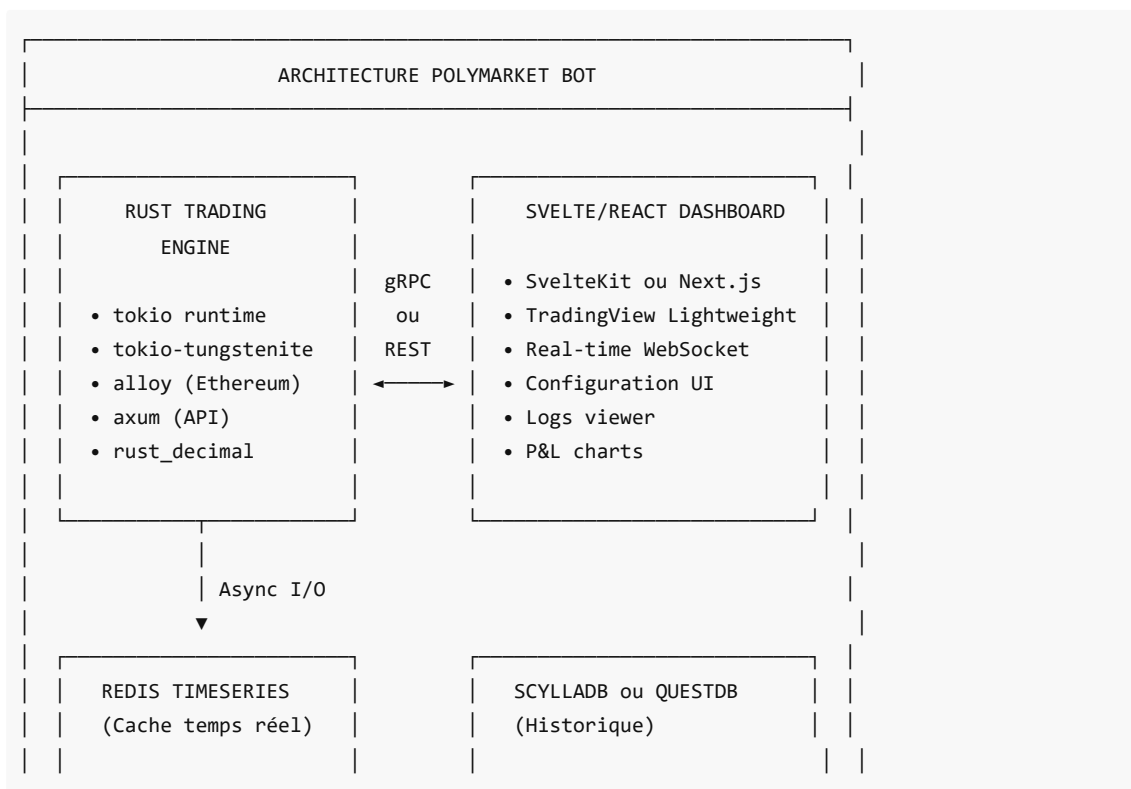 ARCHITECTURE POLYMARKET BOT
RUST TRADING
ENGINE
• tokio runtime
• tokio-tungstenite
• alloy (Ethereum)
• axum (API)
• rust_decimal
gRPC
ou
REST
SVELTE/REACT DASHBOARD
• SvelteKit ou Next.js
• TradingView Lightweight
• Real-time WebSocket
• Configuration UI
• Logs viewer
• P&L charts
Async I/O
REDIS TIMESERIES
(Cache temps réel)
SCYLLADB ou QUESTDB
(Historique)